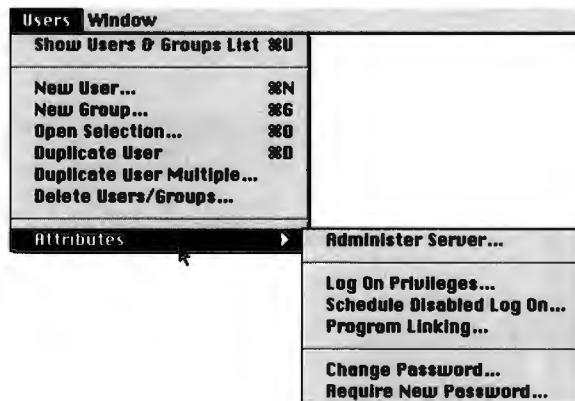 Users Window
Show Users & Groups List ⌘U
New User... ⌘N
New Group... ⌘G
Open Selection... ⌘O
Duplicate User ⌘D
Duplicate User Multiple...
Delete Users/Groups...
Attributes ▶
Administer Server...
Log On Privileges...
Schedule Disabled Log On...
Program Linking...
Change Password...
Require New Password...